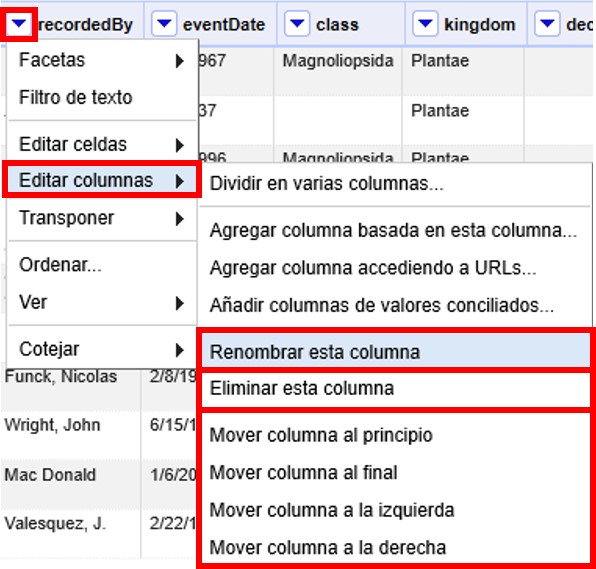 recordedBy eventDate class kingdom dec
Facetas 967 Magnoliopsida Plantae
Filtro de texto 37 Plantae
Editar celdas 996 Magnoliopsida Plantae
Editar columnas Dividir en varias columnas...
Transponer
Agregar columna basada en esta columna...
Ordenar... Agregar columna accediendo a URLs...
Ver Añadir columnas de valores conciliados...
Cotejar Renombrar esta columna
Funck, Nicolas 2/8/19 Eliminar esta columna
Wright, John 6/15/1 Mover columna al principio
Mac Donald 1/6/20 Mover columna al final
Mover columna a la izquierda
Valesquez, J. 2/22/1
Mover columna a la derecha